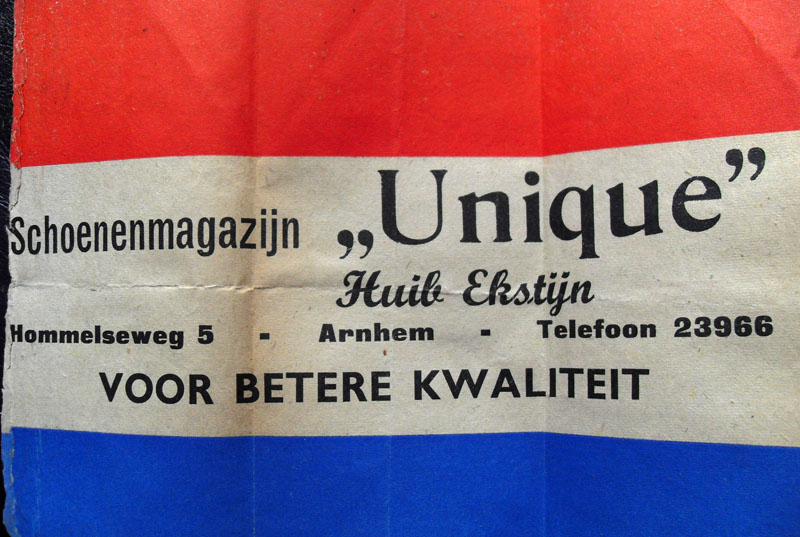 Schoenenmagazijn „Unique”
Huib Ekstijn
Hommelseweg 5 - Arnhem - Telefoon 23966
VOOR BETERE KWALITEIT